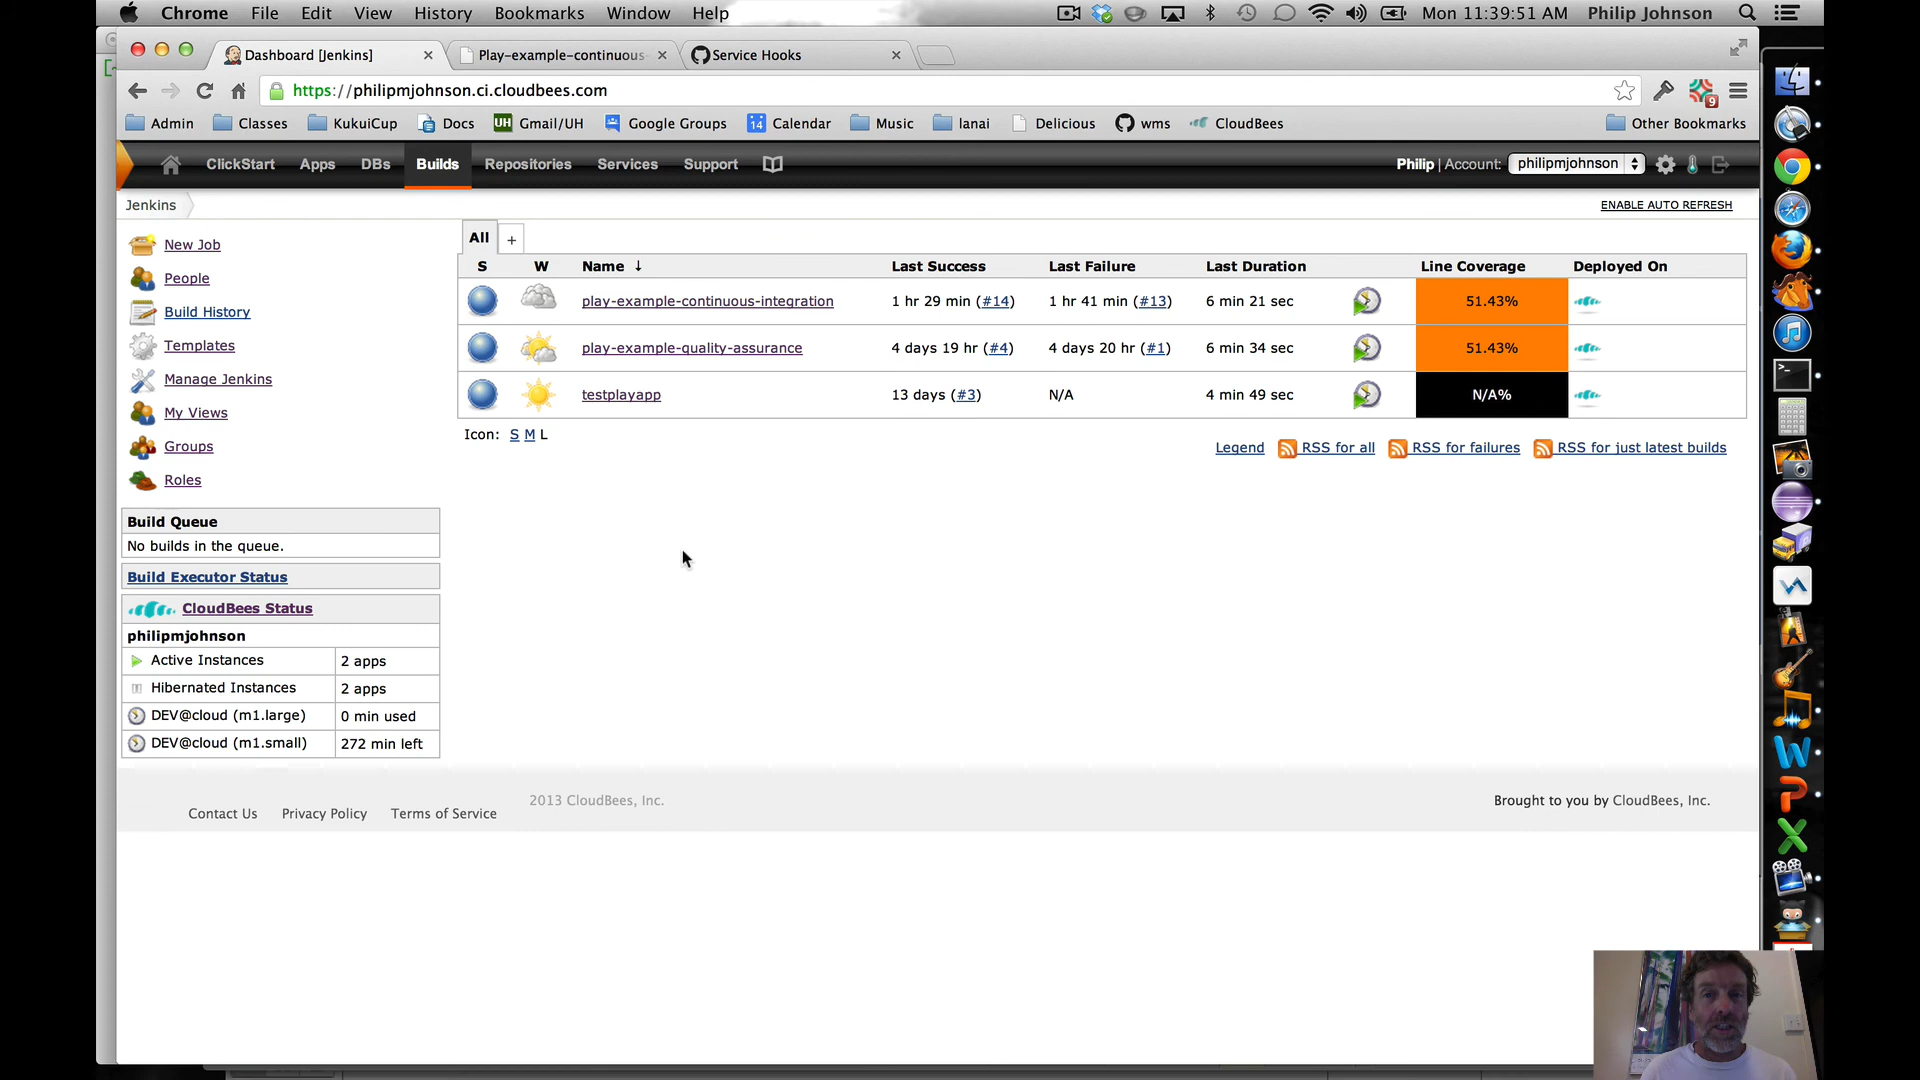 Chrome File Edit View History Bookmarks Window Help Mon 11:39:51 AM Philip Johnson
Dashboard [Jenkins] Play-example-continuous- Service Hooks
https://philipmjohnson.ci.cloudbees.com 9
Admin Classes KukuiCup Docs UH Gmail/UH Google Groups 14 Calendar Music lanai Delicious wms CloudBees Other Bookmarks
ClickStart Apps DBs Builds Repositories Services Support Philip | Account: philipmjohnson
Jenkins ENABLE AUTO REFRESH
New Job
People
Build History
Templates
Manage Jenkins
My Views
Groups
Roles
All +
S W Name ↓ Last Success Last Failure Last Duration Line Coverage Deployed On
play-example-continuous-integration 1 hr 29 min (#14) 1 hr 41 min (#13) 6 min 21 sec 51.43%
play-example-quality-assurance 4 days 19 hr (#4) 4 days 20 hr (#1) 6 min 34 sec 51.43%
testplayapp 13 days (#3) N/A 4 min 49 sec N/A%
Icon: S M L
Legend RSS for all RSS for failures RSS for just latest builds
Build Queue
No builds in the queue.
Build Executor Status
CloudBees Status
philipmjohnson
Active Instances 2 apps
Hibernated Instances 2 apps
DEV@cloud (m1.large) 0 min used
DEV@cloud (m1.small) 272 min left
Contact Us Privacy Policy Terms of Service 2013 CloudBees, Inc. Brought to you by CloudBees, Inc.